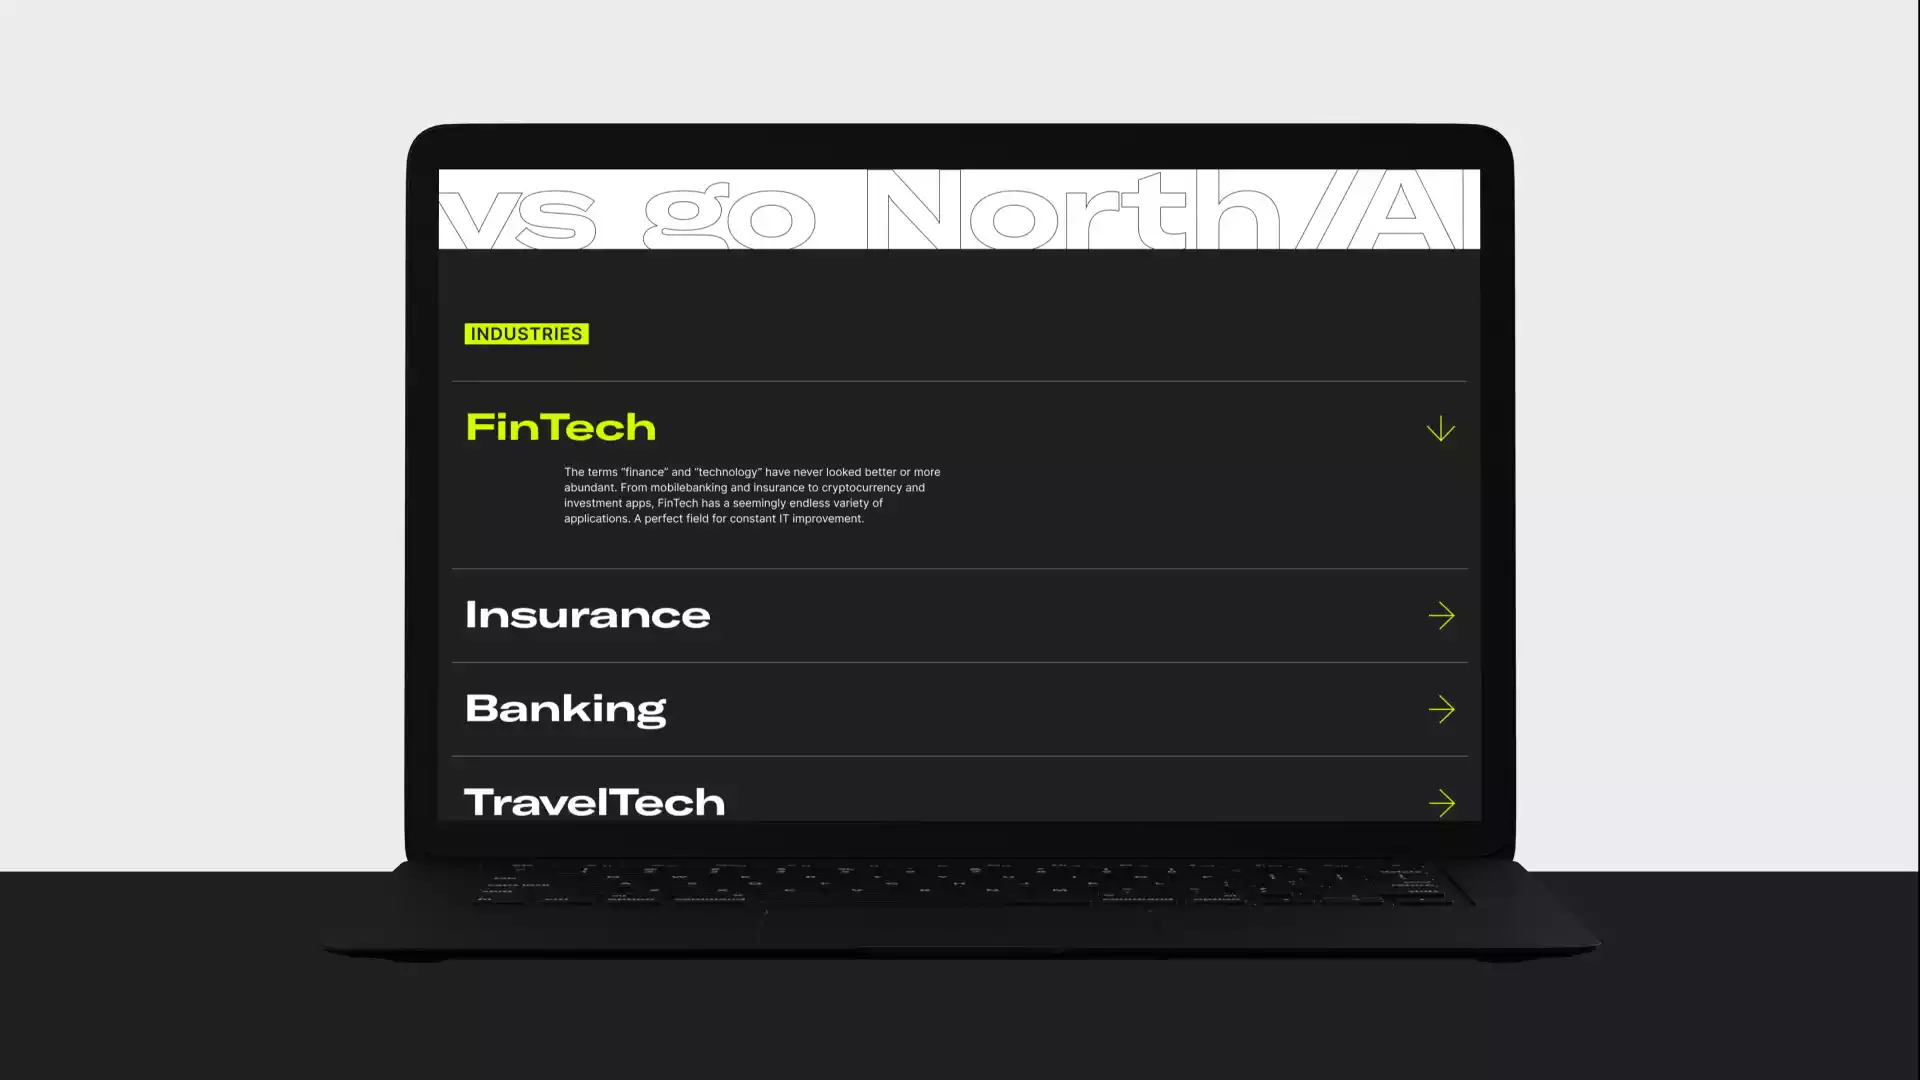 vs go North//Al
INDUSTRIES
FinTech
The terms “finance” and “technology” have never looked better or more
abundant. From mobilebanking and insurance to cryptocurrency and
investment apps, FinTech has a seemingly endless variety of
applications. A perfect field for constant IT improvement.
Insurance
Banking
TravelTech